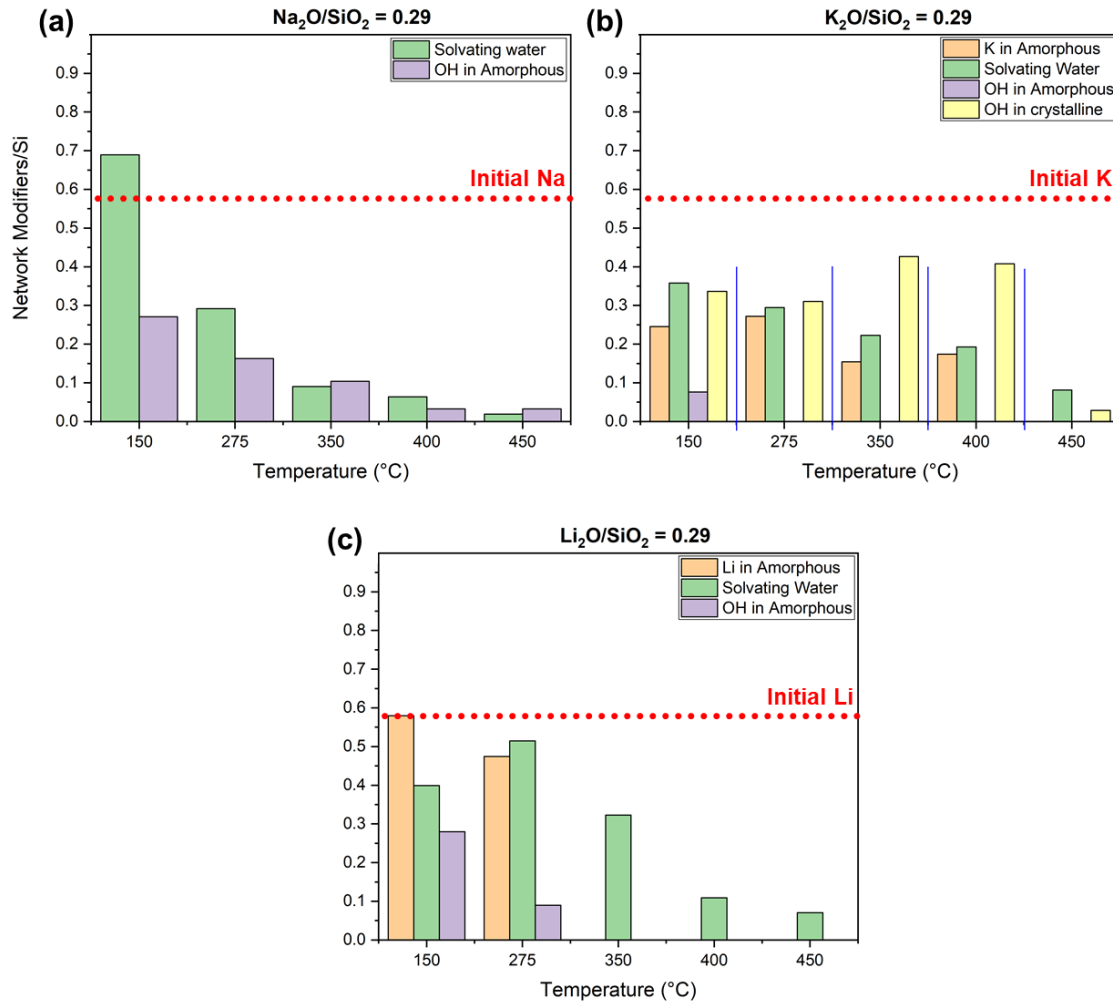 (a)
Na₂O/SiO₂ = 0.29
Solvating water
OH in Amorphous
Initial Na
Network Modifiers/Si
0.9
0.8
0.7
0.6
0.5
0.4
0.3
0.2
0.1
0.0
150 275 350 400 450
Temperature (°C)
(b)
K₂O/SiO₂ = 0.29
K in Amorphous
Solvating Water
OH in Amorphous
OH in crystalline
Initial K
0.9
0.8
0.7
0.6
0.5
0.4
0.3
0.2
0.1
0.0
150 275 350 400 450
Temperature (°C)
(c)
Li₂O/SiO₂ = 0.29
Li in Amorphous
Solvating Water
OH in Amorphous
Initial Li
0.9
0.8
0.7
0.6
0.5
0.4
0.3
0.2
0.1
0.0
150 275 350 400 450
Temperature (°C)